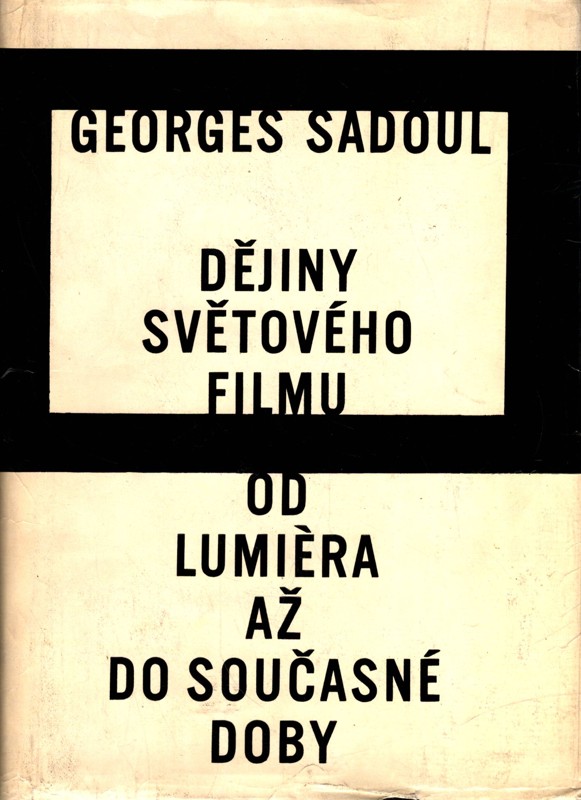 GEORGES SADOUL
DĚJINY
SVĚTOVÉHO
FILMU
OD
LUMIÈRA
AŽ
DO SOUČASNÉ
DOBY